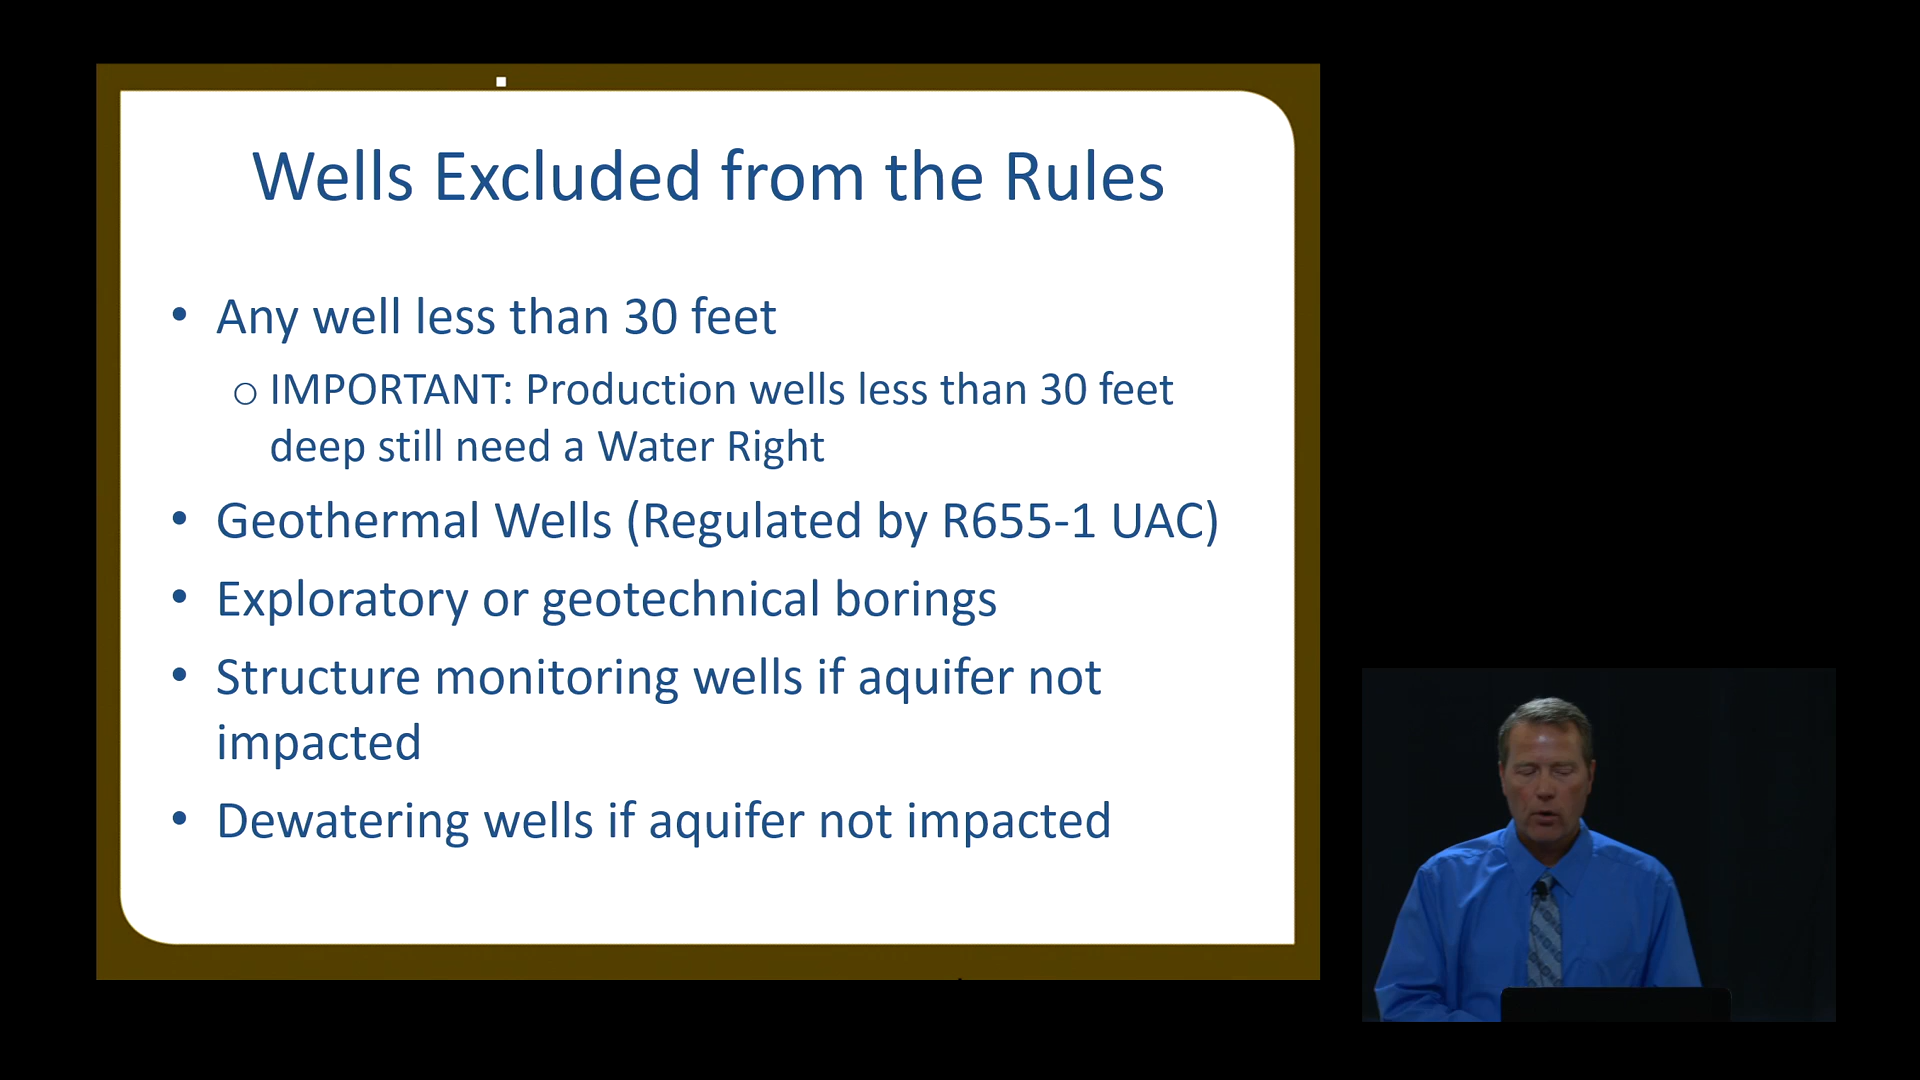 Wells Excluded from the Rules
• Any well less than 30 feet
o IMPORTANT: Production wells less than 30 feet
deep still need a Water Right
• Geothermal Wells (Regulated by R655-1 UAC)
• Exploratory or geotechnical borings
• Structure monitoring wells if aquifer not
impacted
• Dewatering wells if aquifer not impacted